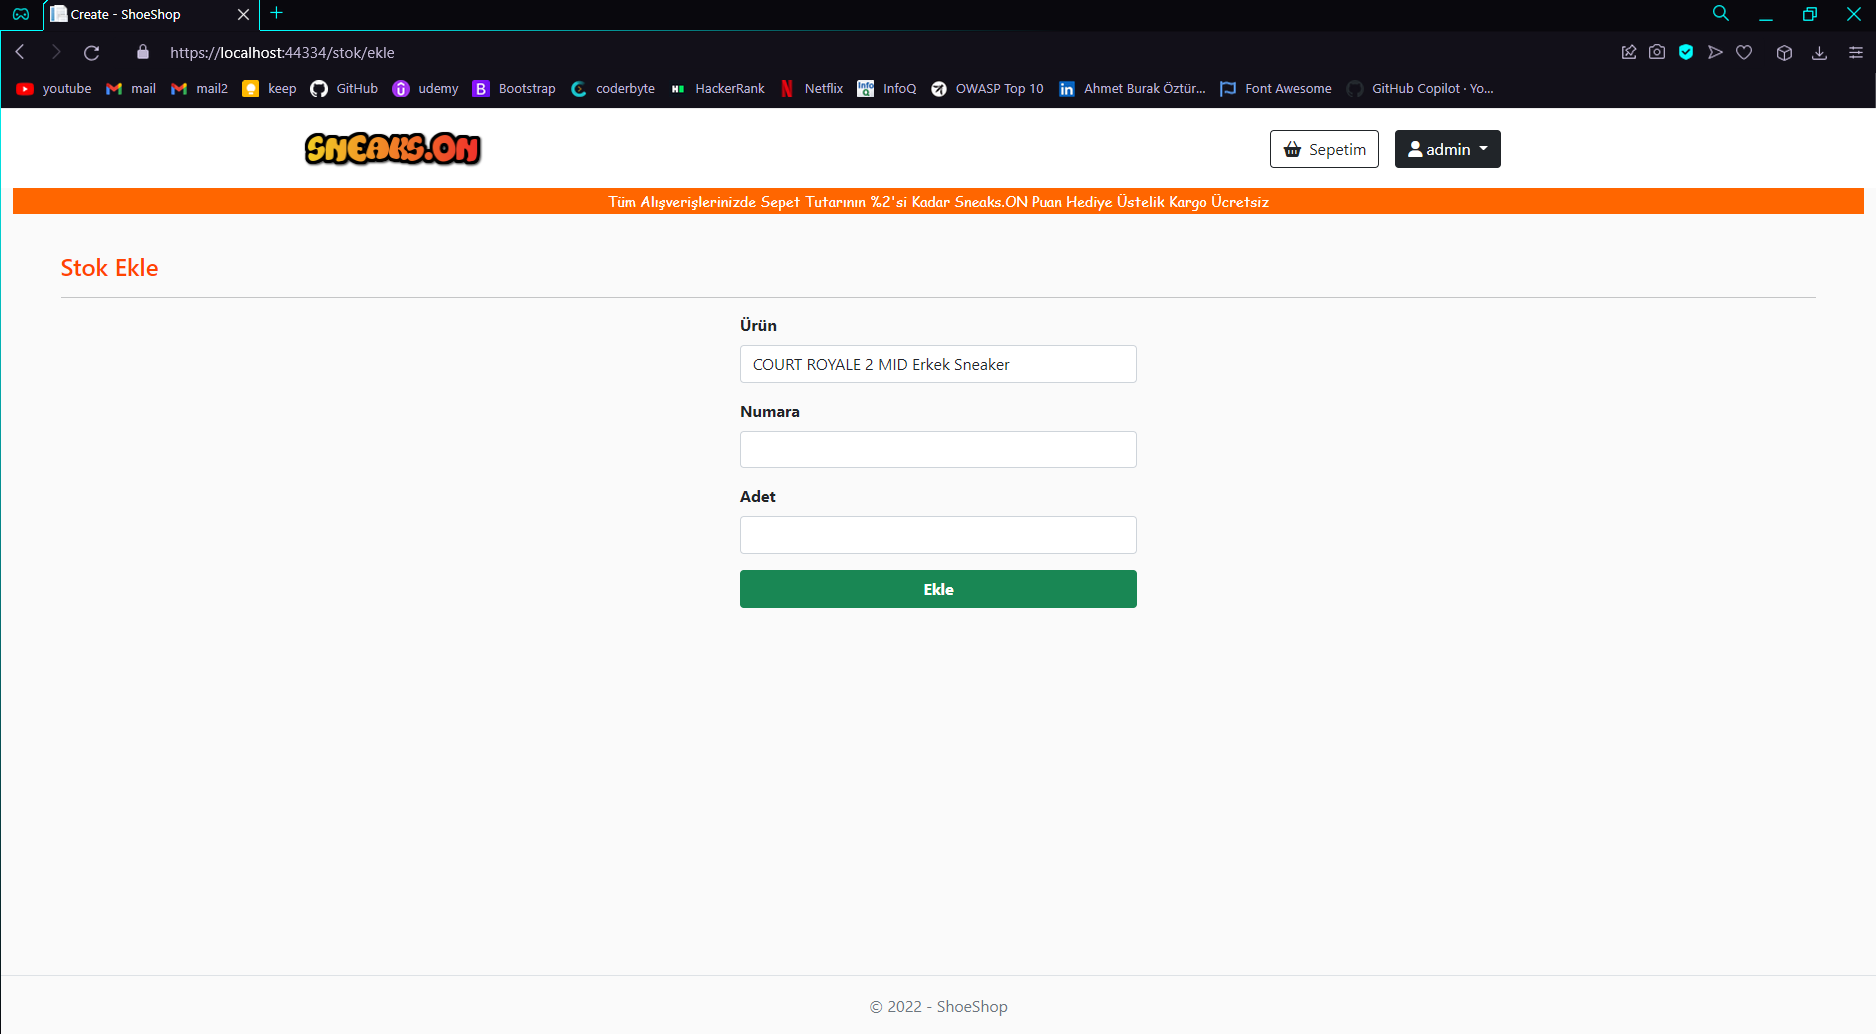 Create - ShoeShop
https://localhost:44334/stok/ekle
youtube mail mail2 keep GitHub udemy Bootstrap coderbyte HackerRank Netflix InfoQ OWASP Top 10 Ahmet Burak Öztür... Font Awesome GitHub Copilot · Yo...
SNEAKS.ON
Sepetim
admin
Tüm Alışverişlerinizde Sepet Tutarının %2'si Kadar Sneaks.ON Puan Hediye Üstelik Kargo Ücretsiz
Stok Ekle
Ürün
COURT ROYALE 2 MID Erkek Sneaker
Numara
Adet
Ekle
© 2022 - ShoeShop